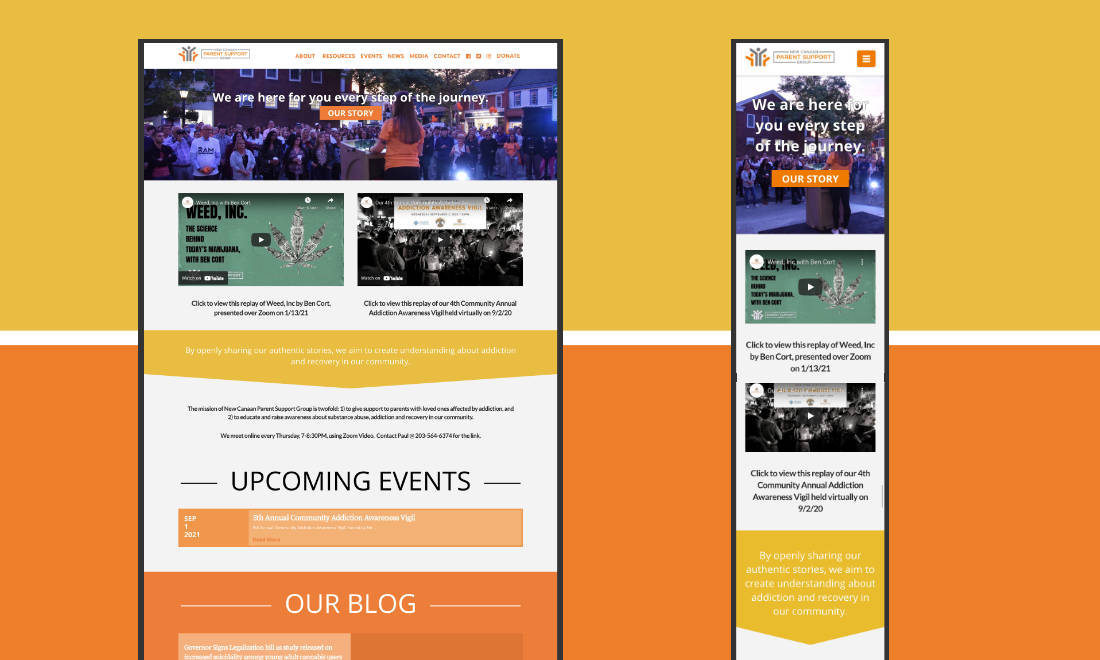 NEW CANAAN
PARENT SUPPORT
GROUP
ABOUT RESOURCES EVENTS NEWS MEDIA CONTACT DONATE
We are here for you every step of the journey.
OUR STORY
RAM
Weed, Inc with Ben Cort
WEED, INC.
THE SCIENCE
BEHIND
TODAY'S MARIJUANA,
WITH BEN CORT
Watch on YouTube
Our 4th
ADDICTION AWARENESS VIGIL
Watch on YouTube
Click to view this replay of Weed, Inc by Ben Cort,
presented over Zoom on 1/13/21
Click to view this replay of our 4th Community Annual
Addiction Awareness Vigil held virtually on 9/2/20
By openly sharing our authentic stories, we aim to create understanding about addiction
and recovery in our community.
The mission of New Canaan Parent Support Group is twofold: 1) to give support to parents with loved ones affected by addiction, and
2) to educate and raise awareness about substance abuse, addiction and recovery in our community.
We meet online every Thursday, 7-8:30PM, using Zoom Video. Contact Paul @ 203-564-6374 for the link.
UPCOMING EVENTS
SEP
1
2021
5th Annual Community Addiction Awareness Vigil
Read More
OUR BLOG
Governor Signs Legalization bill as study released on
increased suicidality among young adult cannabis users
NEW CANAAN
PARENT SUPPORT
GROUP
We are here for
you every step
of the journey.
OUR STORY
Weed, Inc with Ben Cort
WEED, INC.
THE SCIENCE
BEHIND
TODAY'S MARIJUANA,
WITH BEN CORT
Click to view this replay of Weed, Inc
by Ben Cort, presented over Zoom
on 1/13/21
Click to view this replay of our 4th
Community Annual Addiction
Awareness Vigil held virtually on
9/2/20
By openly sharing our
authentic stories, we aim to
create understanding about
addiction and recovery in
our community.